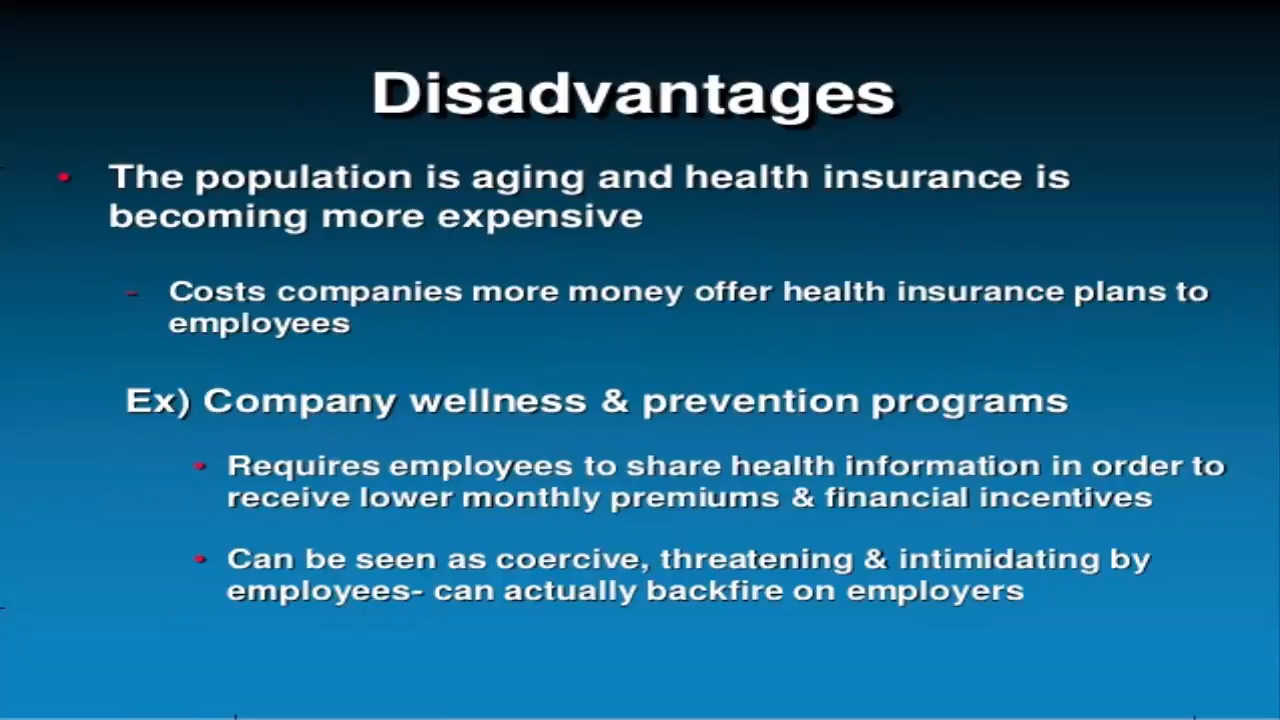 Disadvantages
• The population is aging and health insurance is
becoming more expensive
- Costs companies more money offer health insurance plans to
employees
Ex) Company wellness & prevention programs
• Requires employees to share health information in order to
receive lower monthly premiums & financial incentives
• Can be seen as coercive, threatening & intimidating by
employees- can actually backfire on employers